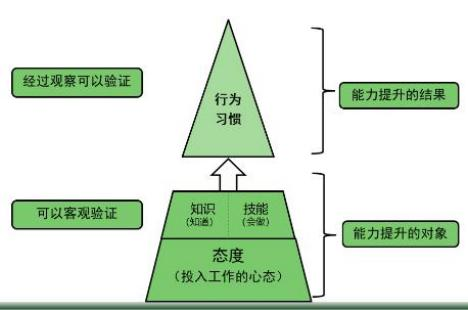 经过观察可以验证
行为
习惯
能力提升的结果
可以客观验证
知识 技能
(知道) (会做)
能力提升的对象
态度
（投入工作的心态）